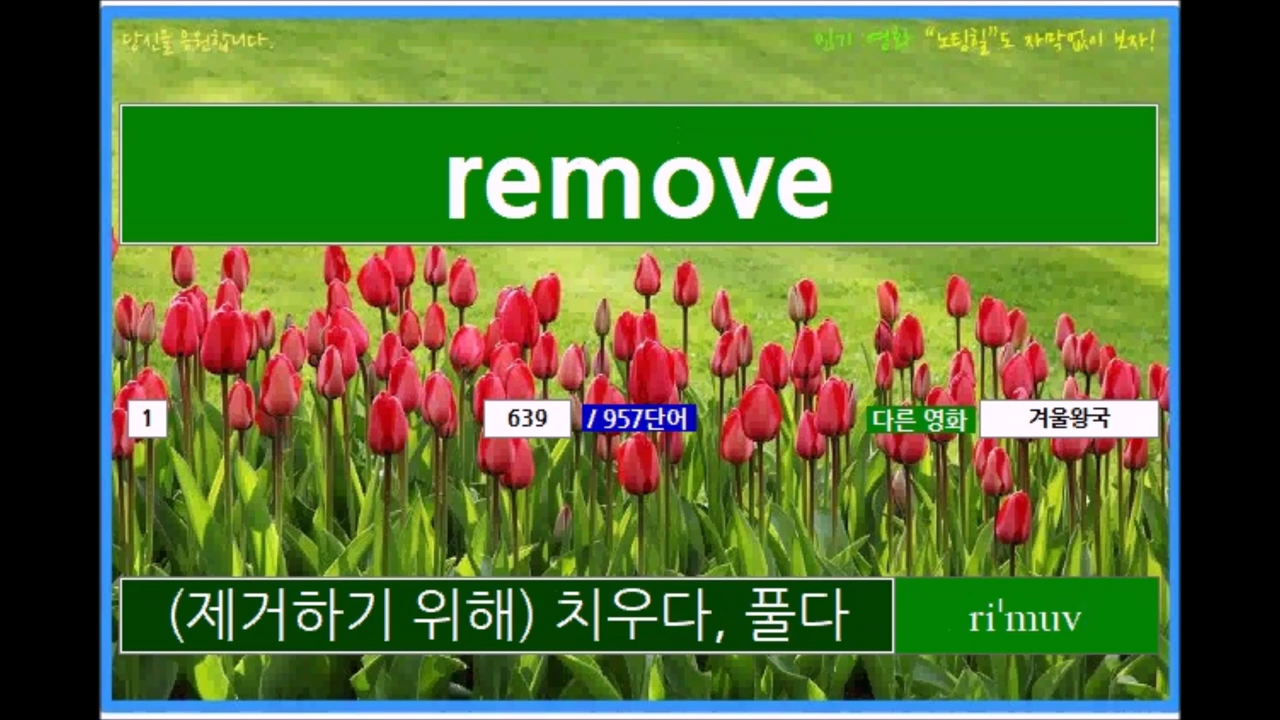 당신을 응원합니다.
인기 영화 "노팅힐"도 자막없이 보자!
remove
1
639 / 957단어
다른 영화 겨울왕국
(제거하기 위해) 치우다, 풀다
ri'muv